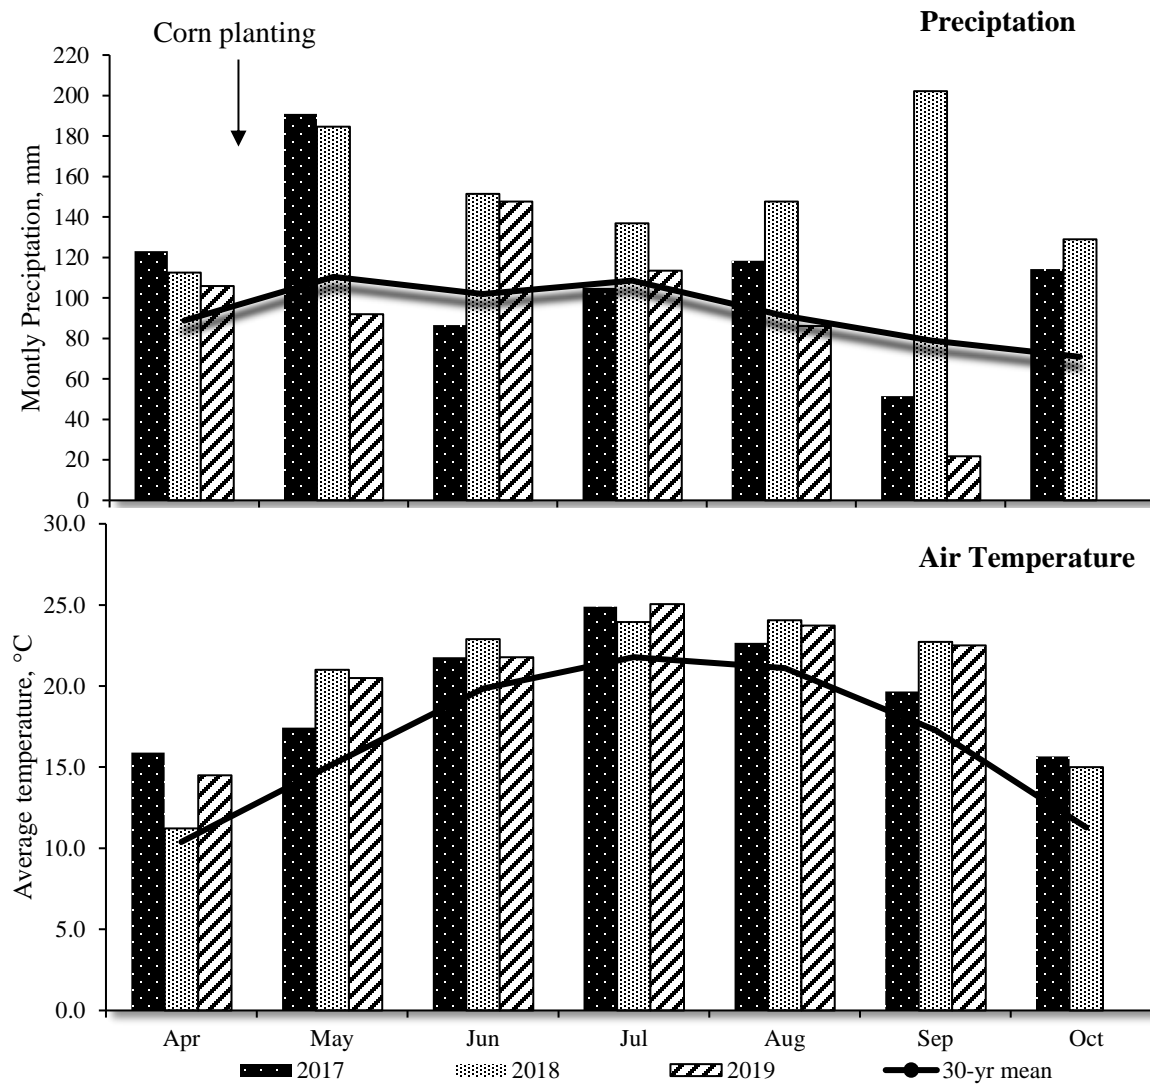 Preciptation
Corn planting
Montly Preciptation, mm
220
200
180
160
140
120
100
80
60
40
20
0
Air Temperature
Average temperature, °C
30.0
25.0
20.0
15.0
10.0
5.0
0.0
Apr May Jun Jul Aug Sep Oct
2017 2018 2019 30-yr mean